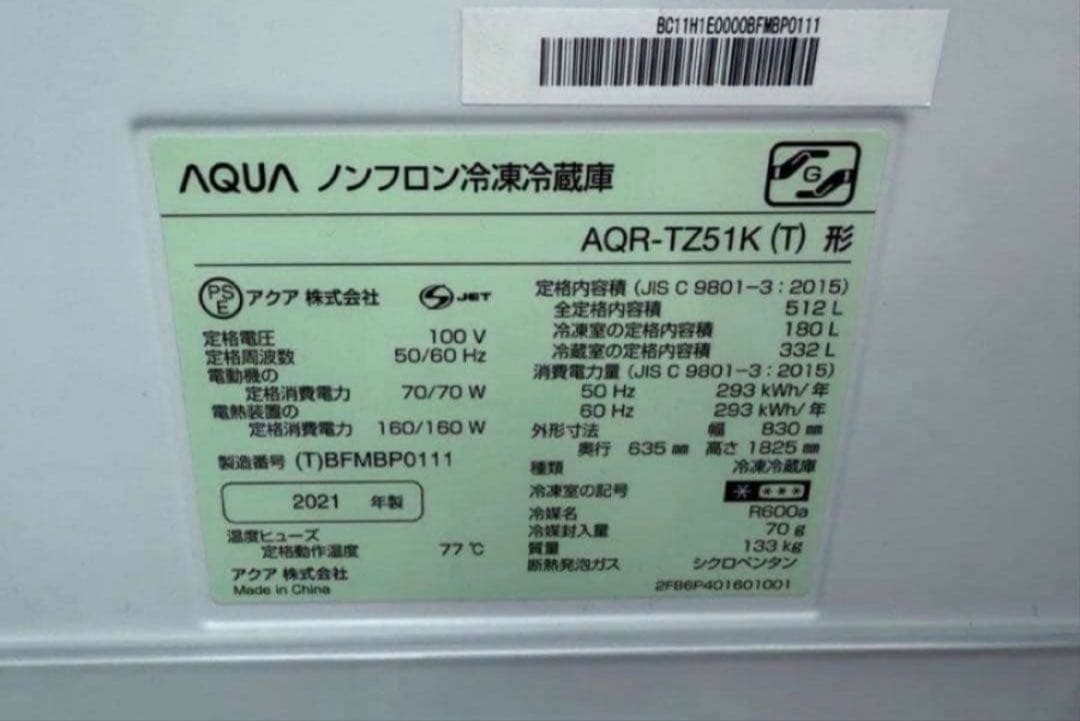 BC11H1E0000BFMBP0111
AQUA ノンフロン冷凍冷蔵庫
G
AQR-TZ51K (T) 形
PSE アクア 株式会社 JET
定格電圧 100 V
定格周波数 50/60 Hz
電動機の
定格消費電力 70/70 W
電熱装置の
定格消費電力 160/160 W
製造番号 (T)BFMBP0111
2021 年製
温度ヒューズ
定格動作温度 77 ℃
アクア 株式会社
Made in China
定格内容積 (JIS C 9801-3 : 2015)
全定格内容積 512 L
冷凍室の定格内容積 180 L
冷蔵室の定格内容積 332 L
消費電力量 (JIS C 9801-3 : 2015)
50 Hz 293 kWh/年
60 Hz 293 kWh/年
外形寸法 幅 830 mm
奥行 635 mm 高さ 1825 mm
種類 冷凍冷蔵庫
冷凍室の記号
冷媒名 R600a
冷媒封入量 70 g
質量 133 kg
断熱発泡ガス シクロペンタン
2FB6P401601001